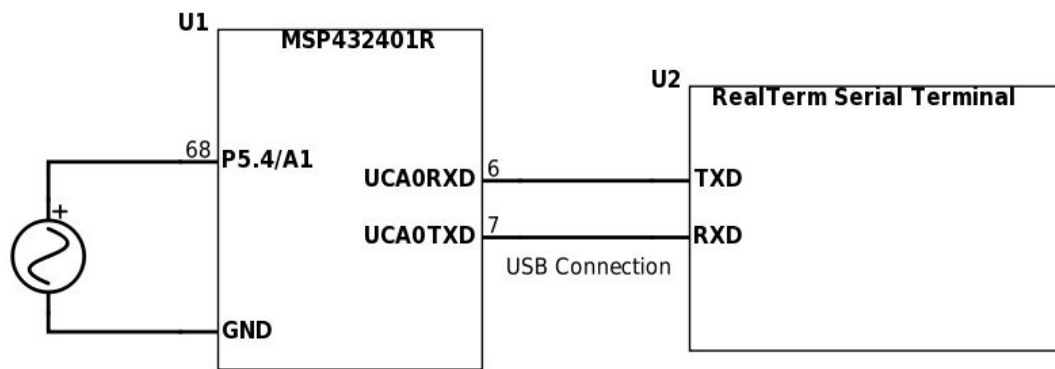 U1
MSP432401R
U2
RealTerm Serial Terminal
68 P5.4/A1
UCA0RXD 6 TXD
UCA0TXD 7 RXD
+
USB Connection
GND